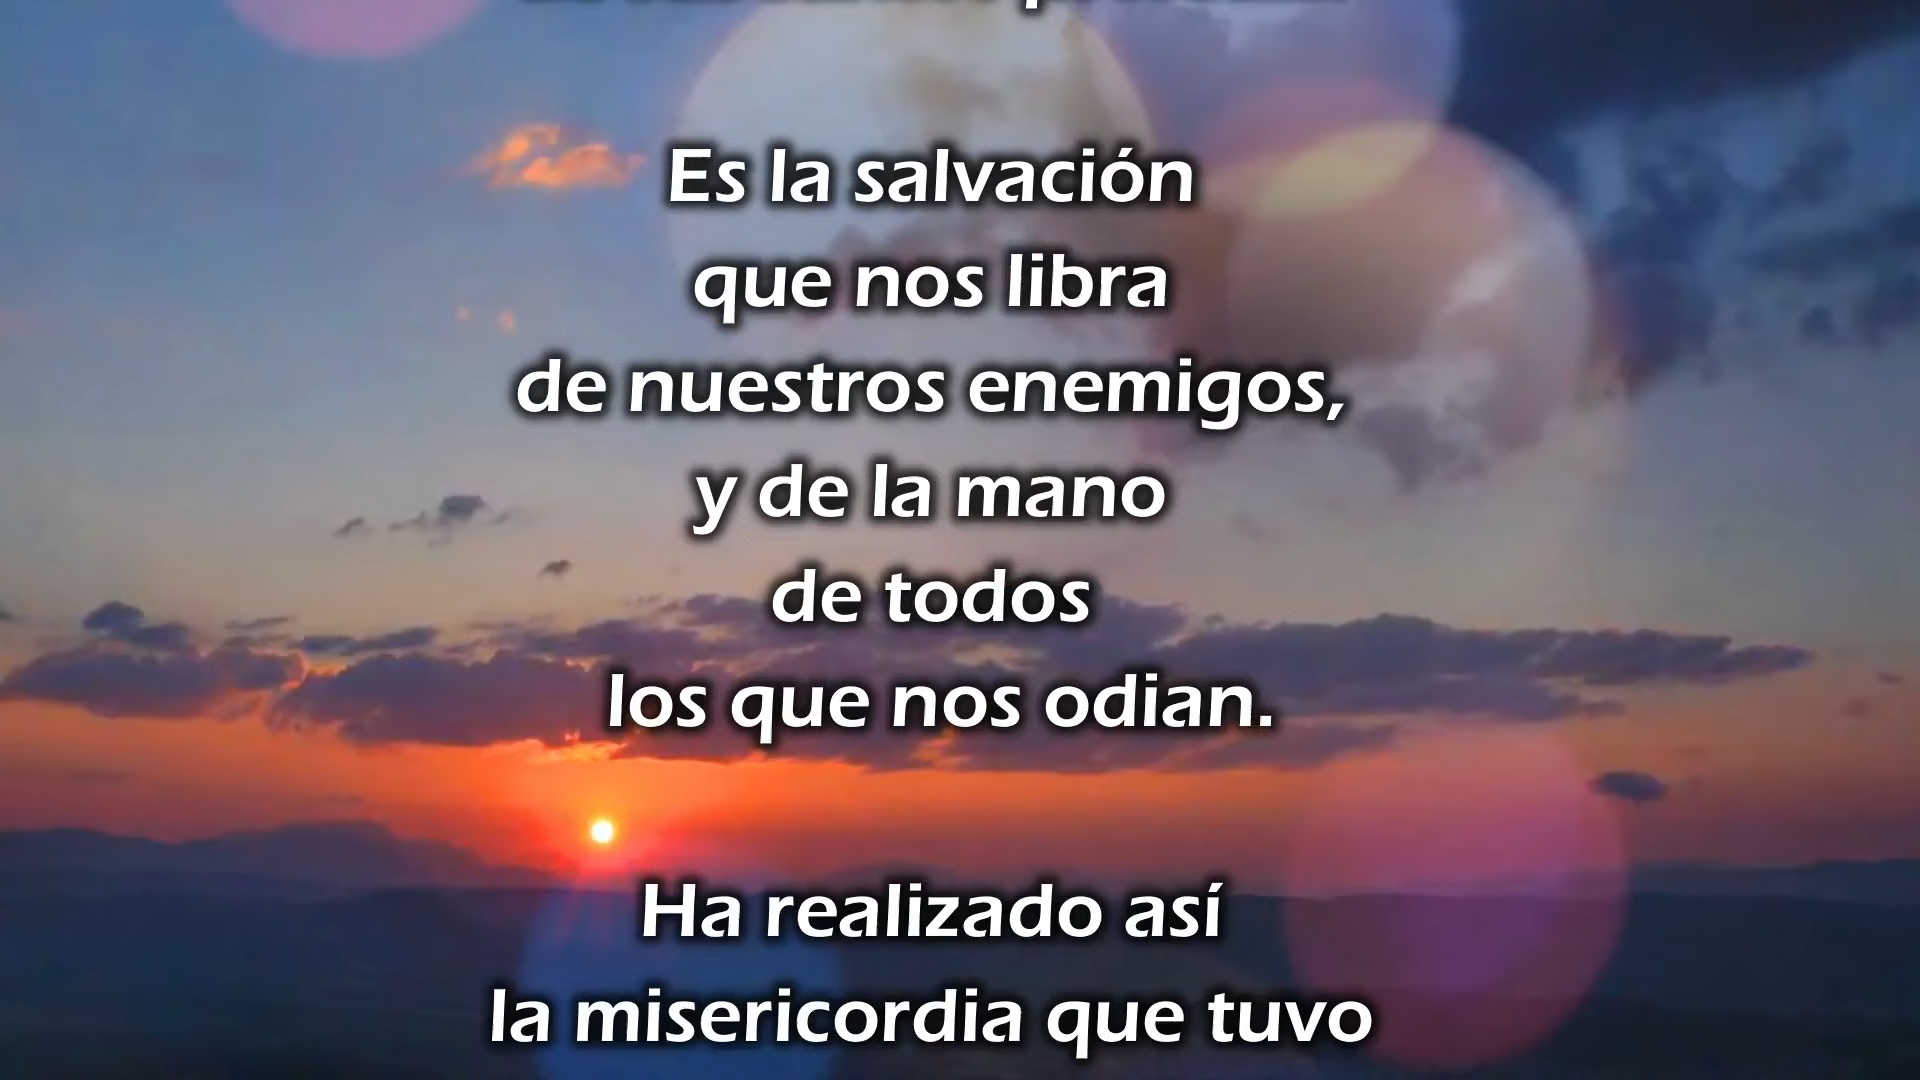 Es la salvación
que nos libra
de nuestros enemigos,
y de la mano
de todos
los que nos odian.
Ha realizado así
la misericordia que tuvo